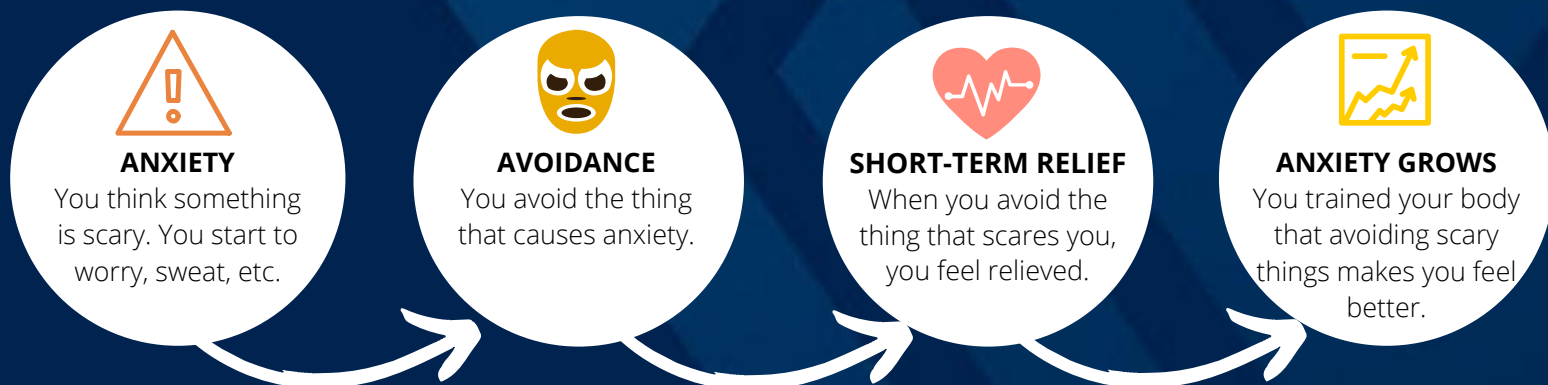 ANXIETY
You think something
is scary. You start to
worry, sweat, etc.
AVOIDANCE
You avoid the thing
that causes anxiety.
SHORT-TERM RELIEF
When you avoid the
thing that scares you,
you feel relieved.
ANXIETY GROWS
You trained your body
that avoiding scary
things makes you feel
better.